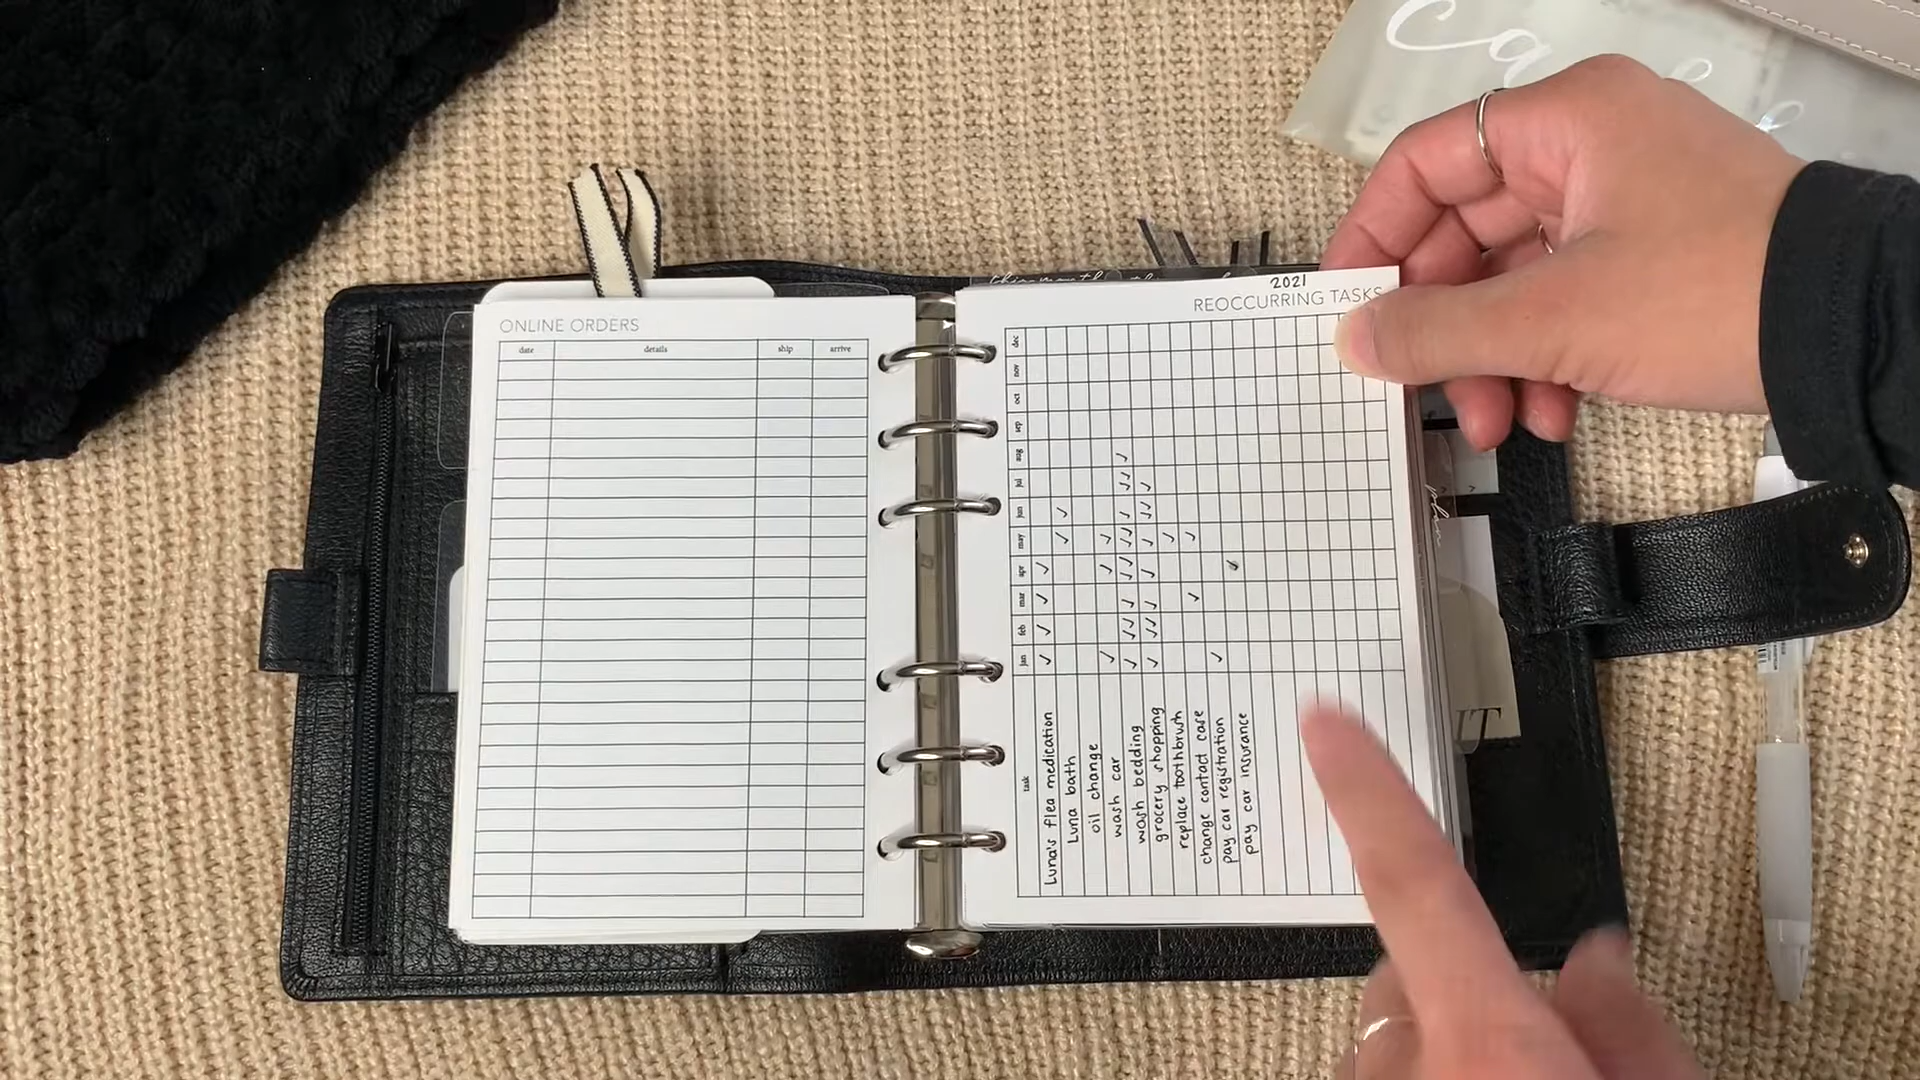 ca
ONLINE ORDERS
date details ship arrive
2021
REOCCURRING TASKS
task jan feb mar apr may jun jul aug sep oct nov dec
Luna's flea medication
Luna bath
oil change
wash car
wash bedding
grocery shopping
replace toothbrush
change contact case
pay car registration
pay car insurance